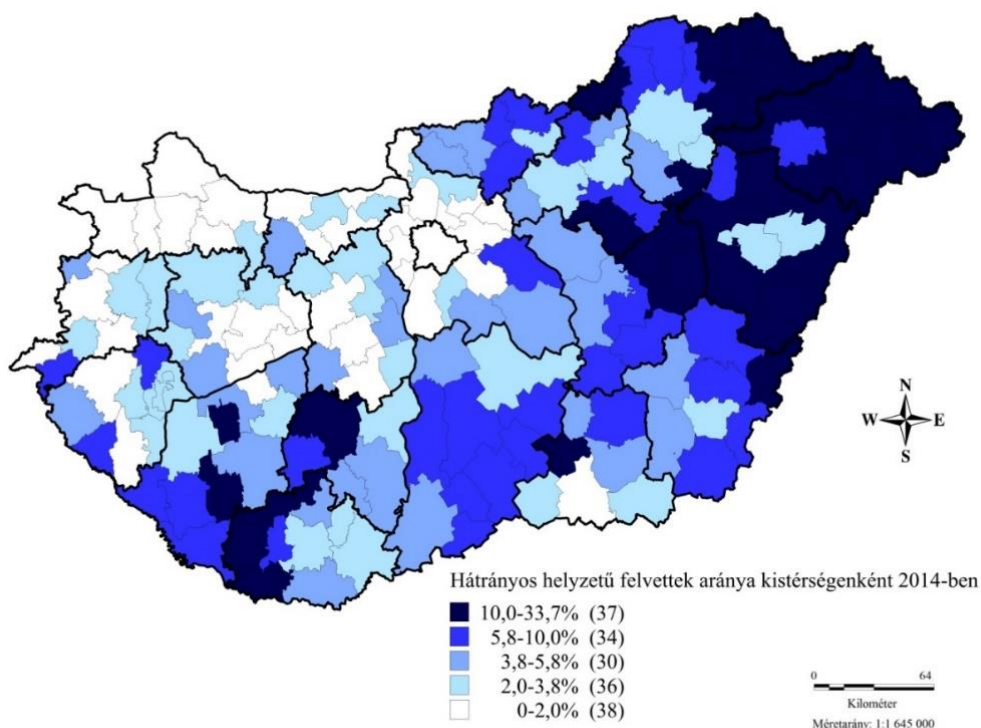 N
W E
S
Hátrányos helyzetű felvettek aránya kistérségenként 2014-ben
10,0-33,7% (37)
5,8-10,0% (34)
3,8-5,8% (30)
2,0-3,8% (36)
0-2,0% (38)
0 64
Kilométer
Méretarány: 1:1 645 000